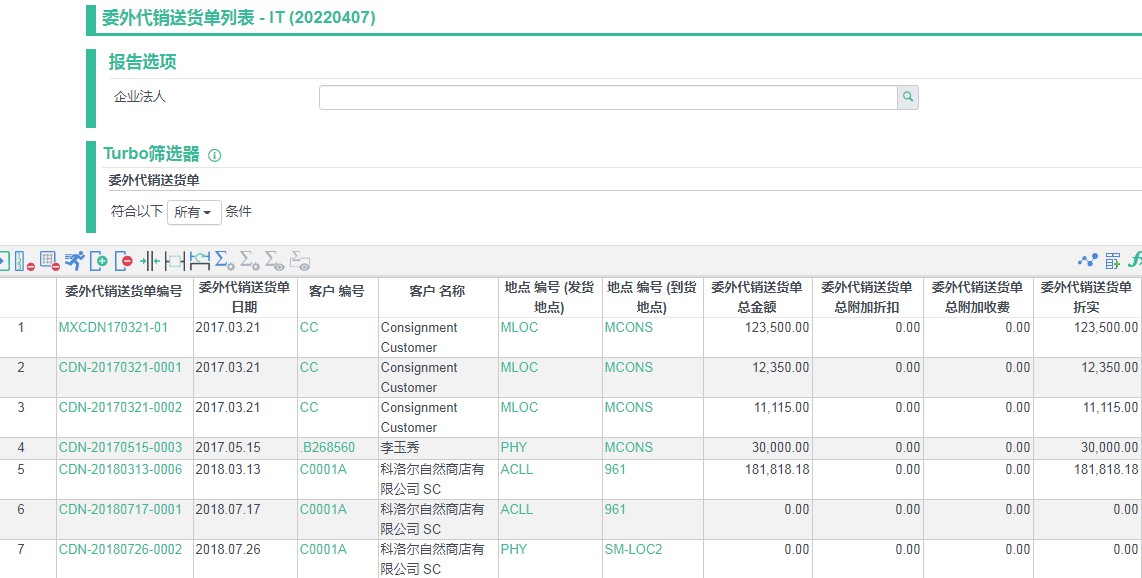 委外代销送货单列表 - IT (20220407)
报告选项
企业法人
Turbo筛选器
委外代销送货单
符合以下 所有 条件
委外代销送货单编号 委外代销送货单日期 客户 编号 客户 名称 地点 编号 (发货地点) 地点 编号 (到货地点) 委外代销送货单总金额 委外代销送货单总附加折扣 委外代销送货单总附加收费 委外代销送货单折实
1 MXCDN170321-01 2017.03.21 CC Consignment Customer MLOC MCONS 123,500.00 0.00 0.00 123,500.00
2 CDN-20170321-0001 2017.03.21 CC Consignment Customer MLOC MCONS 12,350.00 0.00 0.00 12,350.00
3 CDN-20170321-0002 2017.03.21 CC Consignment Customer MLOC MCONS 11,115.00 0.00 0.00 11,115.00
4 CDN-20170515-0003 2017.05.15 .B268560 李玉秀 PHY MCONS 30,000.00 0.00 0.00 30,000.00
5 CDN-20180313-0006 2018.03.13 C0001A 科洛尔自然商店有限公司 SC ACLL 961 181,818.18 0.00 0.00 181,818.18
6 CDN-20180717-0001 2018.07.17 C0001A 科洛尔自然商店有限公司 SC ACLL 961 0.00 0.00 0.00 0.00
7 CDN-20180726-0002 2018.07.26 C0001A 科洛尔自然商店有限公司 SC PHY SM-LOC2 0.00 0.00 0.00 0.00